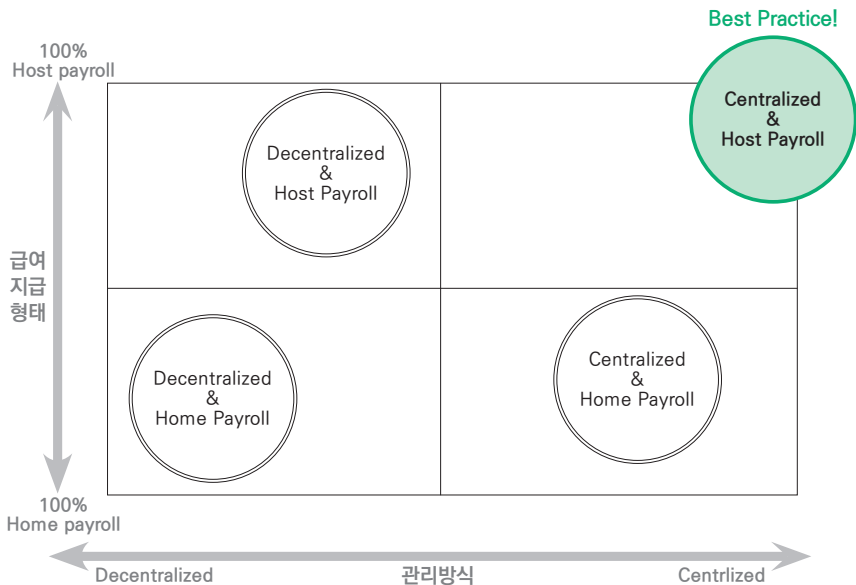 Best Practice!
100%
Host payroll
Centralized
&
Host Payroll
Decentralized
&
Host Payroll
급여
지급
형태
Decentralized
&
Home Payroll
Centralized
&
Home Payroll
100%
Home payroll
Decentralized
관리방식
Centrlized